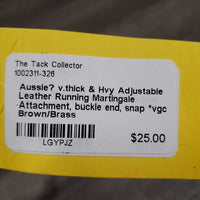 The Tack Collector
1002311-326
Aussie? v.thick & Hvy Adjustable
Leather Running Martingale
Attachment, buckle end, snap *vgc
Brown/Brass
$25.00
LGYPJZ